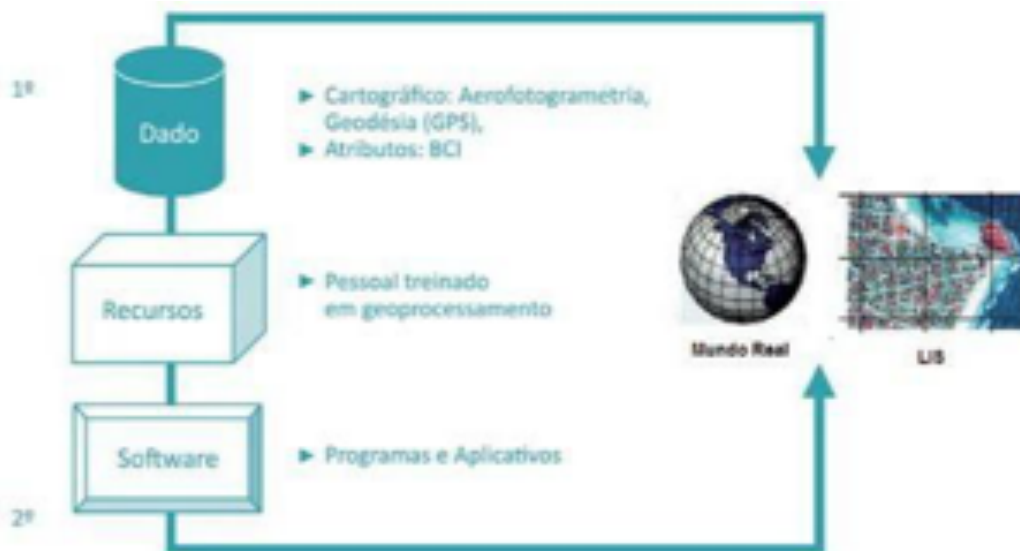 1º
Dado
► Cartográfico: Aerofotogrametria,
Geodésia (GPS),
► Atributos: BCI
Recursos
► Pessoal treinado
em geoprocessamento
Mundo Real
LIS
Software
► Programas e Aplicativos
2º